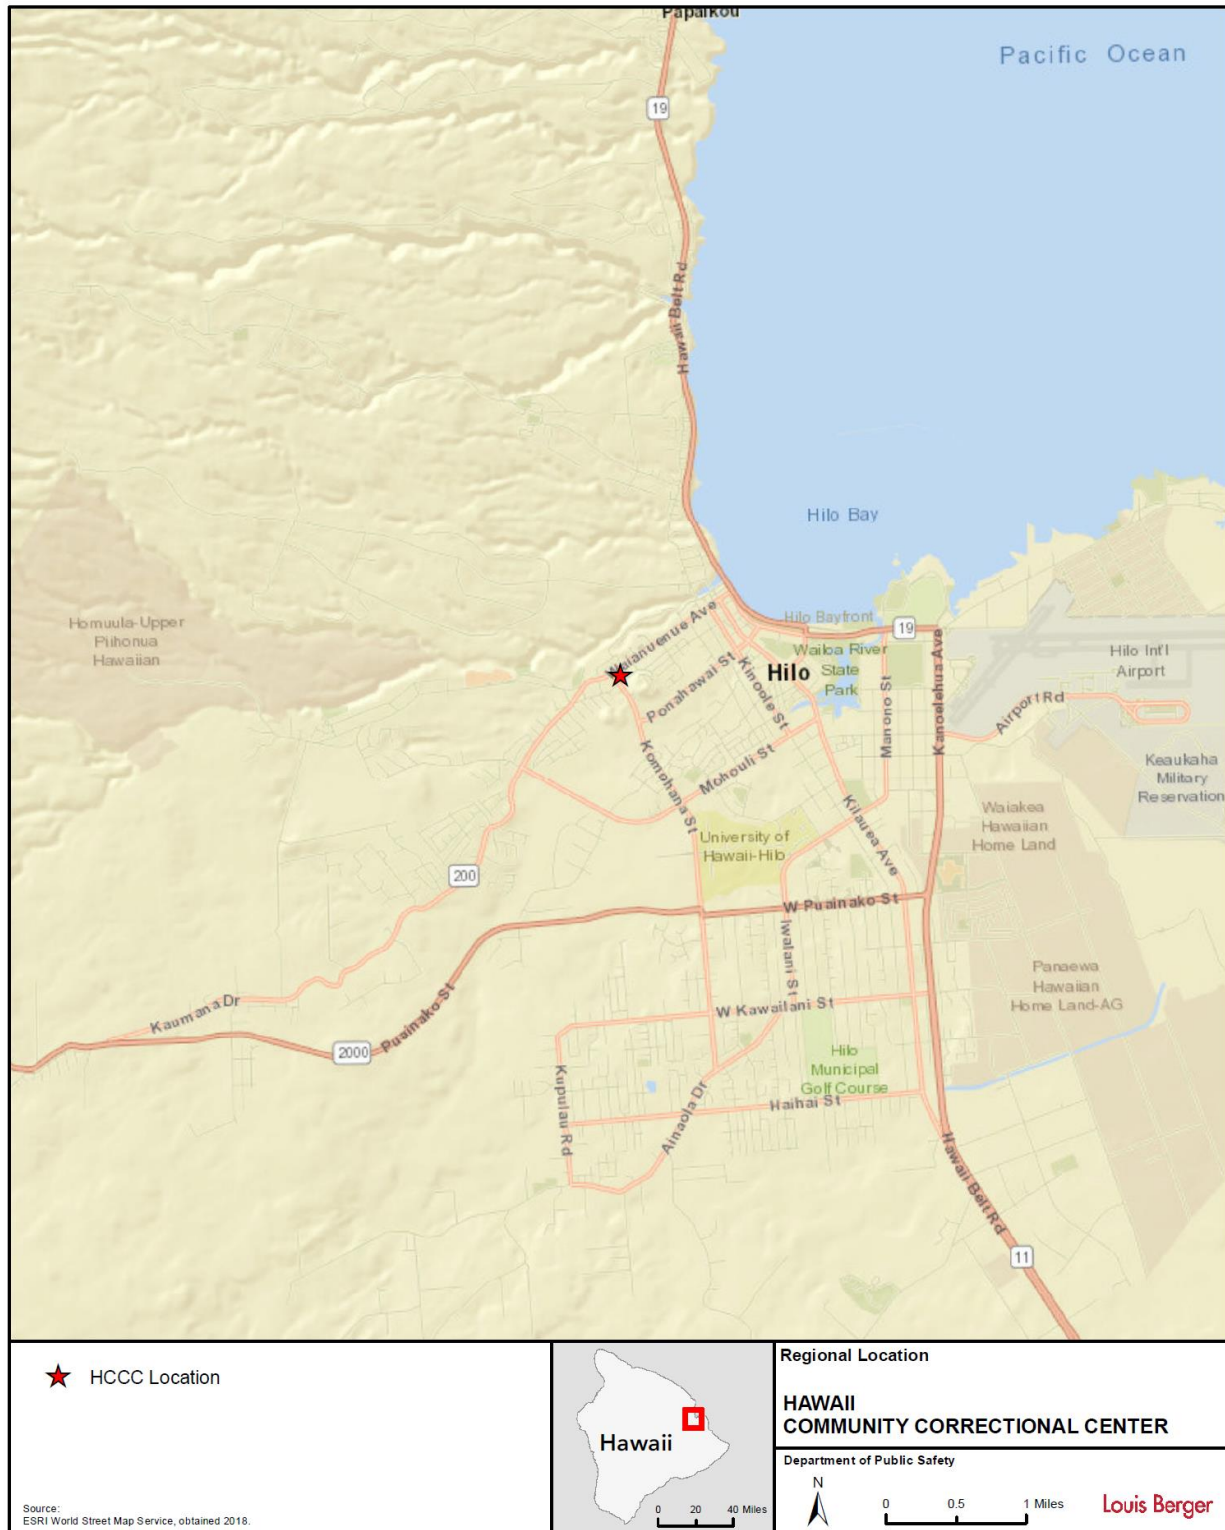 Papaikou
Pacific Ocean
19
Hawaii Belt Rd
Hilo Bay
Homuula-Upper
Piihonua
Hawaiian
Waianuenue Ave
Hilo Bayfront
19
Hilo
Wailoa River
State
Park
Ponahawai St
Kinoole St
Manono St
Kanoelehua Ave
Hilo Int'l
Airport
Airport Rd
Komohana St
Mohouli St
Keaukaha
Military
Reservation
Kilauea Ave
Waiakea
Hawaiian
Home Land
University of
Hawaii-Hilo
200
W Puainako St
Iwalani St
Panaewa
Hawaiian
Home Land-AG
Kaumana Dr
W Kawailani St
Puainako St
2000
Kupulau Rd
Hilo
Municipal
Golf Course
Ainaola Dr
Haihai St
Hawaii Belt Rd
11
HCCC Location
Source:
ESRI World Street Map Service, obtained 2018.
Hawaii
0 20 40 Miles
Regional Location
HAWAII
COMMUNITY CORRECTIONAL CENTER
Department of Public Safety
N
0 0.5 1 Miles
Louis Berger